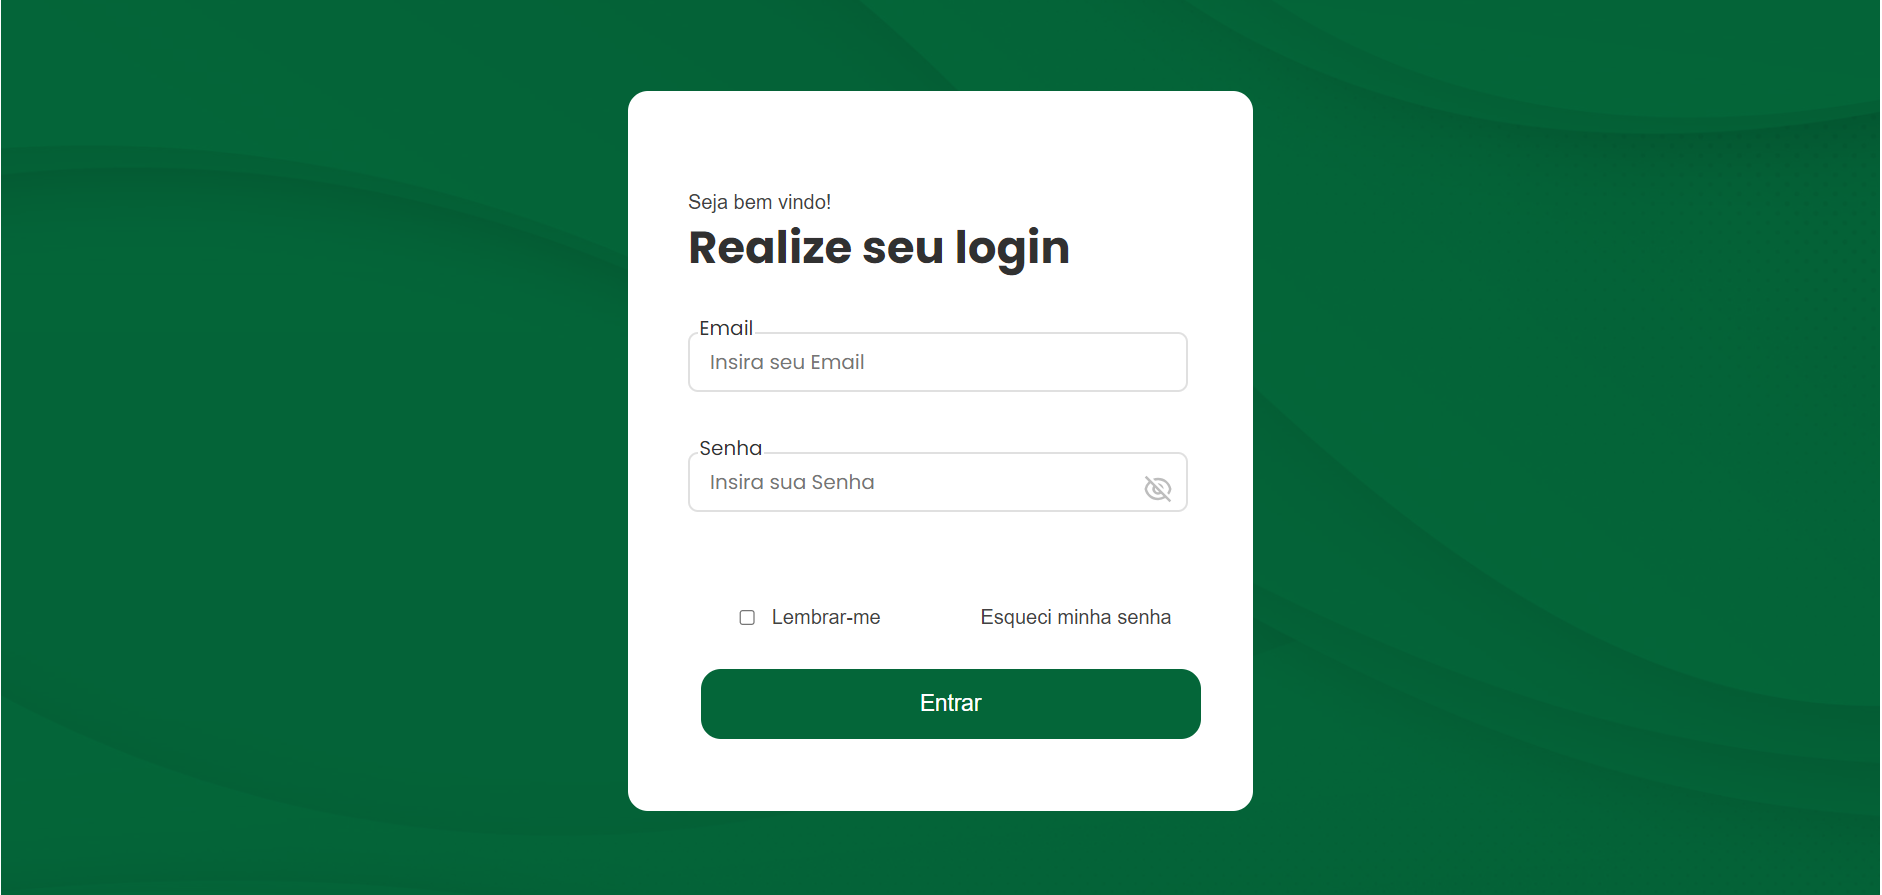 Seja bem vindo!
Realize seu login
Email
Insira seu Email
Senha
Insira sua Senha
Lembrar-me Esqueci minha senha
Entrar